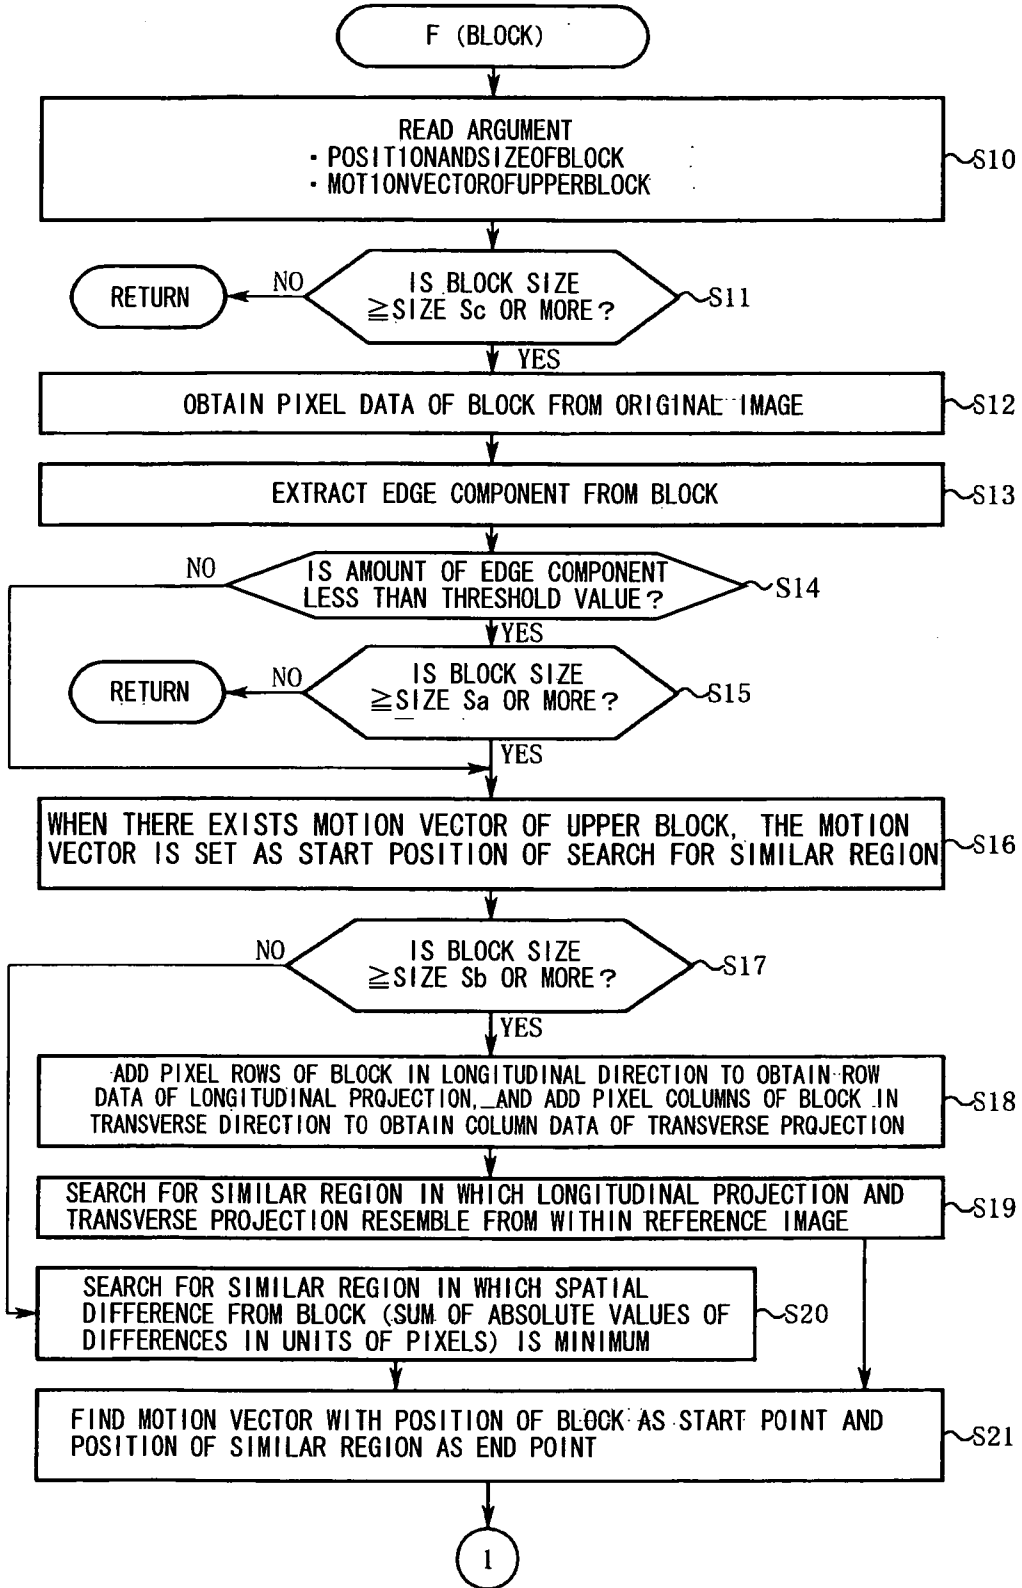 F (BLOCK)
READ ARGUMENT
・POSITIONANDSIZEOFBLOCK
・MOTIONVECTOROFUPPERBLOCK
S10
IS BLOCK SIZE
≧SIZE Sc OR MORE?
NO
RETURN
S11
YES
OBTAIN PIXEL DATA OF BLOCK FROM ORIGINAL IMAGE
S12
EXTRACT EDGE COMPONENT FROM BLOCK
S13
NO
IS AMOUNT OF EDGE COMPONENT
LESS THAN THRESHOLD VALUE?
S14
YES
IS BLOCK SIZE
≧SIZE Sa OR MORE?
NO
RETURN
S15
YES
WHEN THERE EXISTS MOTION VECTOR OF UPPER BLOCK, THE MOTION
VECTOR IS SET AS START POSITION OF SEARCH FOR SIMILAR REGION
S16
NO
IS BLOCK SIZE
≧SIZE Sb OR MORE?
S17
YES
ADD PIXEL ROWS OF BLOCK IN LONGITUDINAL DIRECTION TO OBTAIN ROW
DATA OF LONGITUDINAL PROJECTION, AND ADD PIXEL COLUMNS OF BLOCK IN
TRANSVERSE DIRECTION TO OBTAIN COLUMN DATA OF TRANSVERSE PROJECTION
S18
SEARCH FOR SIMILAR REGION IN WHICH LONGITUDINAL PROJECTION AND
TRANSVERSE PROJECTION RESEMBLE FROM WITHIN REFERENCE IMAGE
S19
SEARCH FOR SIMILAR REGION IN WHICH SPATIAL
DIFFERENCE FROM BLOCK (SUM OF ABSOLUTE VALUES OF
DIFFERENCES IN UNITS OF PIXELS) IS MINIMUM
S20
FIND MOTION VECTOR WITH POSITION OF BLOCK AS START POINT AND
POSITION OF SIMILAR REGION AS END POINT
S21
1